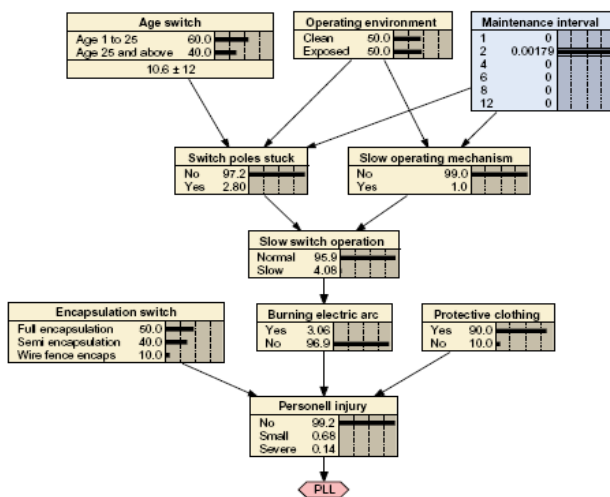 Age switch
Age 1 to 25 60.0
Age 25 and above 40.0
10.6 ± 12
Operating environment
Clean 50.0
Exposed 50.0
Maintenance interval
1 0
2 0.00179
4 0
6 0
8 0
12 0
Switch poles stuck
No 97.2
Yes 2.80
Slow operating mechanism
No 99.0
Yes 1.0
Slow switch operation
Normal 95.9
Slow 4.08
Encapsulation switch
Full encapsulation 50.0
Semi encapsulation 40.0
Wire fence encaps 10.0
Burning electric arc
Yes 3.06
No 96.9
Protective clothing
Yes 90.0
No 10.0
Personell injury
No 99.2
Small 0.68
Severe 0.14
PLL